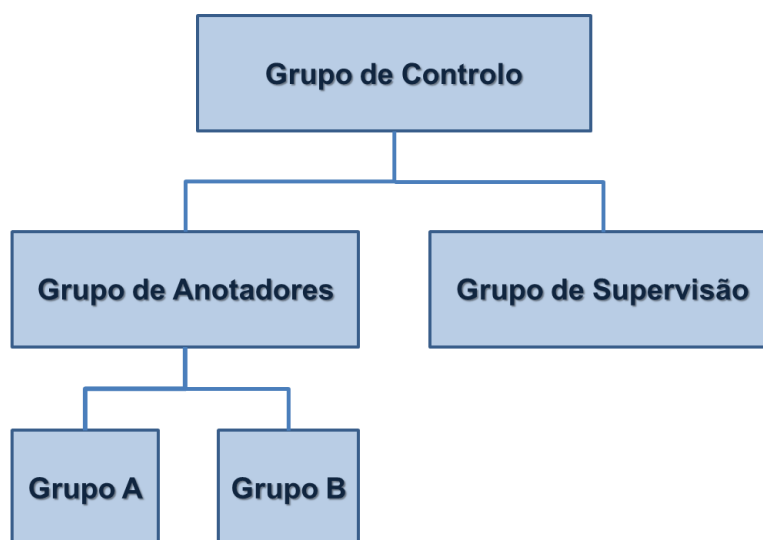 Grupo de Controlo
Grupo de Anotadores
Grupo de Supervisão
Grupo A
Grupo B